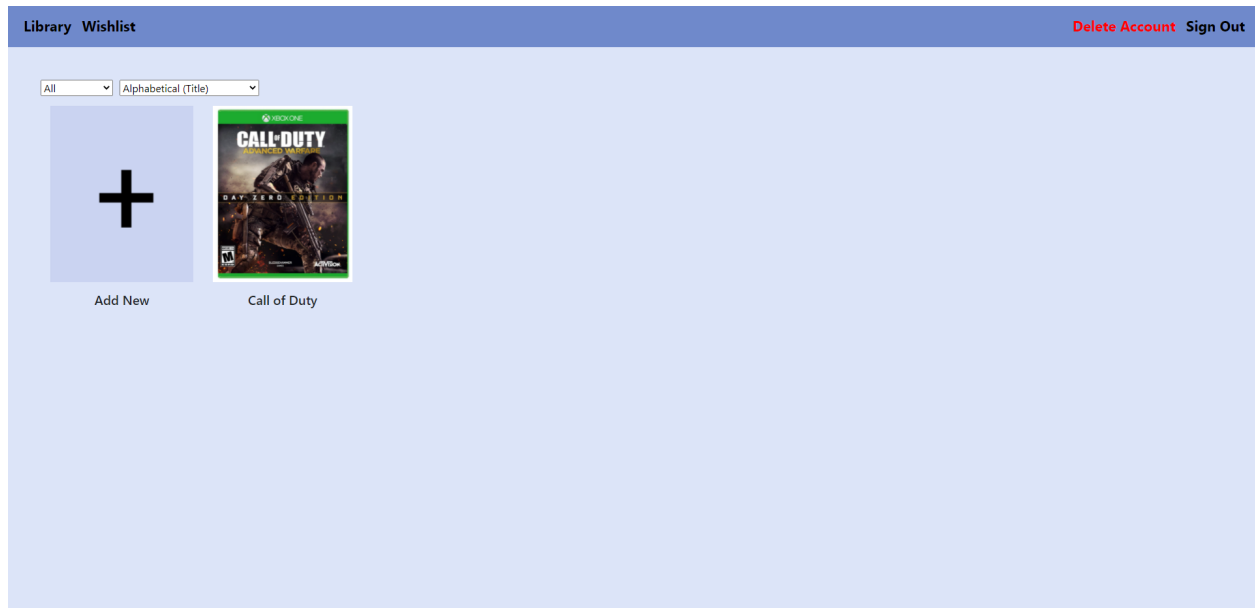 Library Wishlist Delete Account Sign Out
All Alphabetical (Title)
XBOX ONE
CALL OF DUTY
ADVANCED WARFARE
DAY ZERO EDITION
M
ACTIVISION
Add New Call of Duty